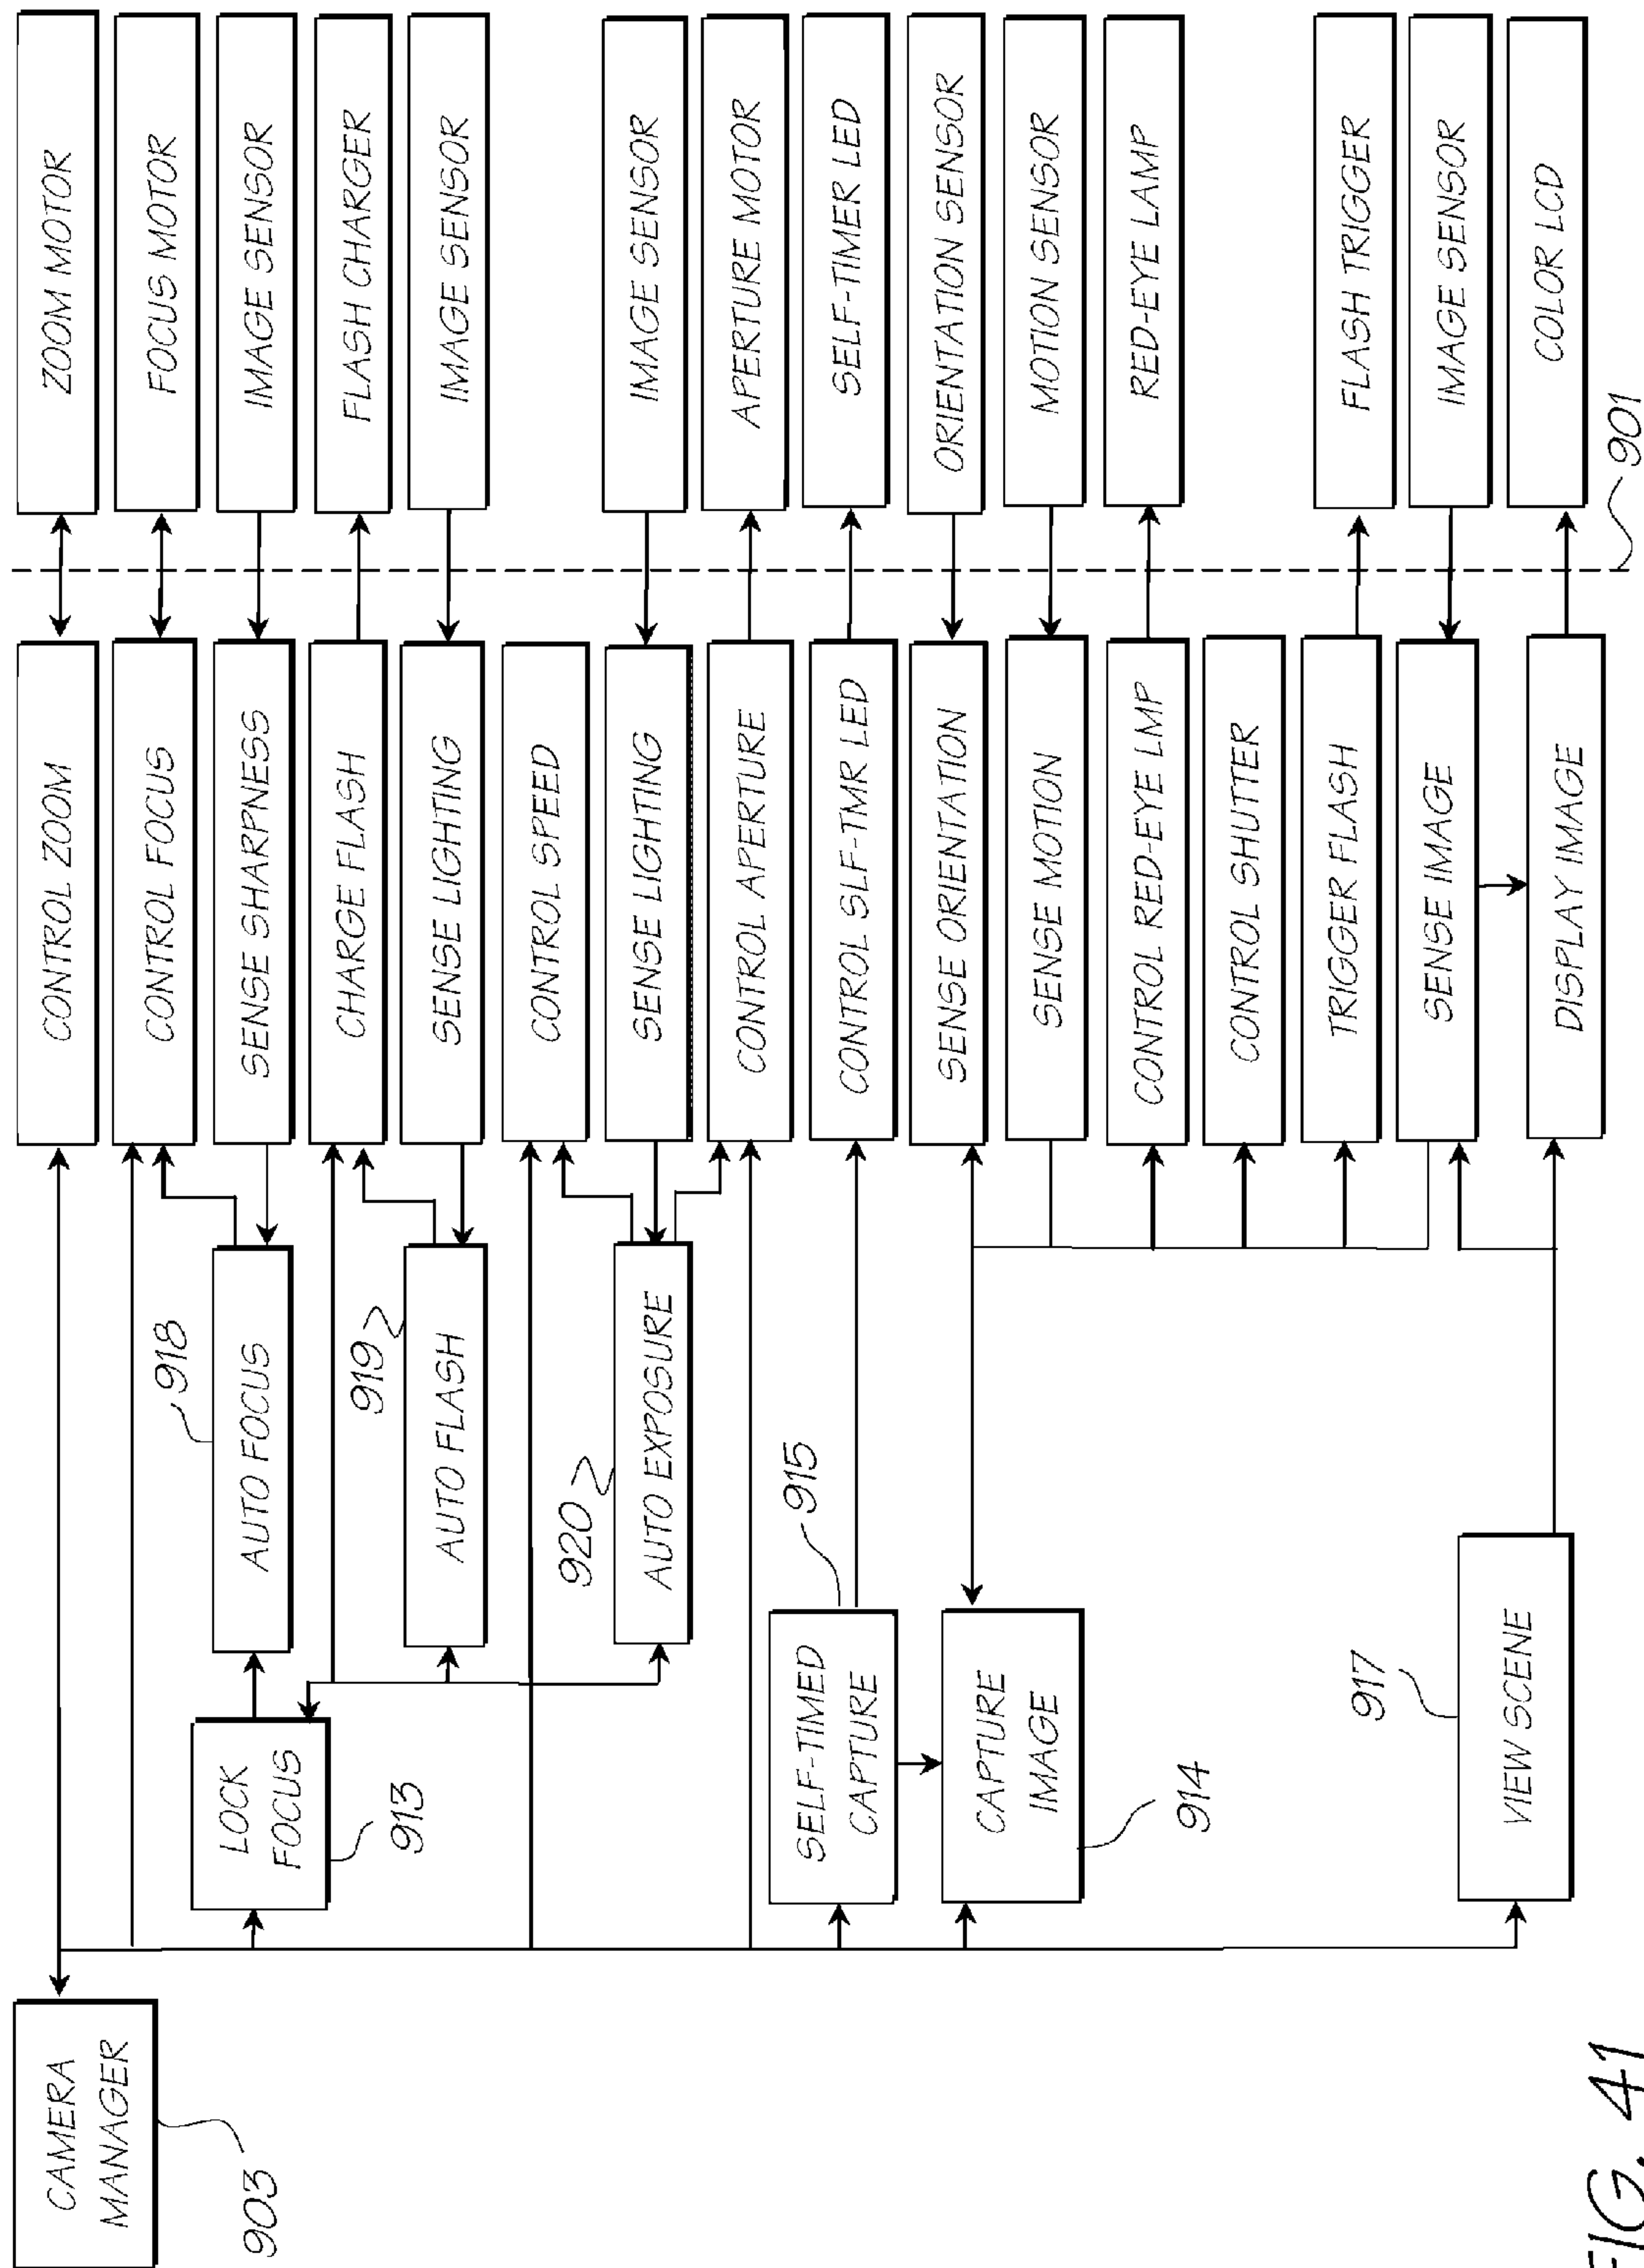 CAMERA
MANAGER
903
LOCK
FOCUS
913
SELF-TIMED
CAPTURE
915
CAPTURE
IMAGE
914
VIEW SCENE
917
AUTO FOCUS
918
AUTO FLASH
919
AUTO EXPOSURE
920
CONTROL ZOOM
CONTROL FOCUS
SENSE SHARPNESS
CHARGE FLASH
SENSE LIGHTING
CONTROL SPEED
SENSE LIGHTING
CONTROL APERTURE
CONTROL SLF-TMR LED
SENSE ORIENTATION
SENSE MOTION
CONTROL RED-EYE LMP
CONTROL SHUTTER
TRIGGER FLASH
SENSE IMAGE
DISPLAY IMAGE
ZOOM MOTOR
FOCUS MOTOR
IMAGE SENSOR
FLASH CHARGER
IMAGE SENSOR
IMAGE SENSOR
APERTURE MOTOR
SELF-TIMER LED
ORIENTATION SENSOR
MOTION SENSOR
RED-EYE LAMP
FLASH TRIGGER
IMAGE SENSOR
COLOR LCD
901
FIG. 41